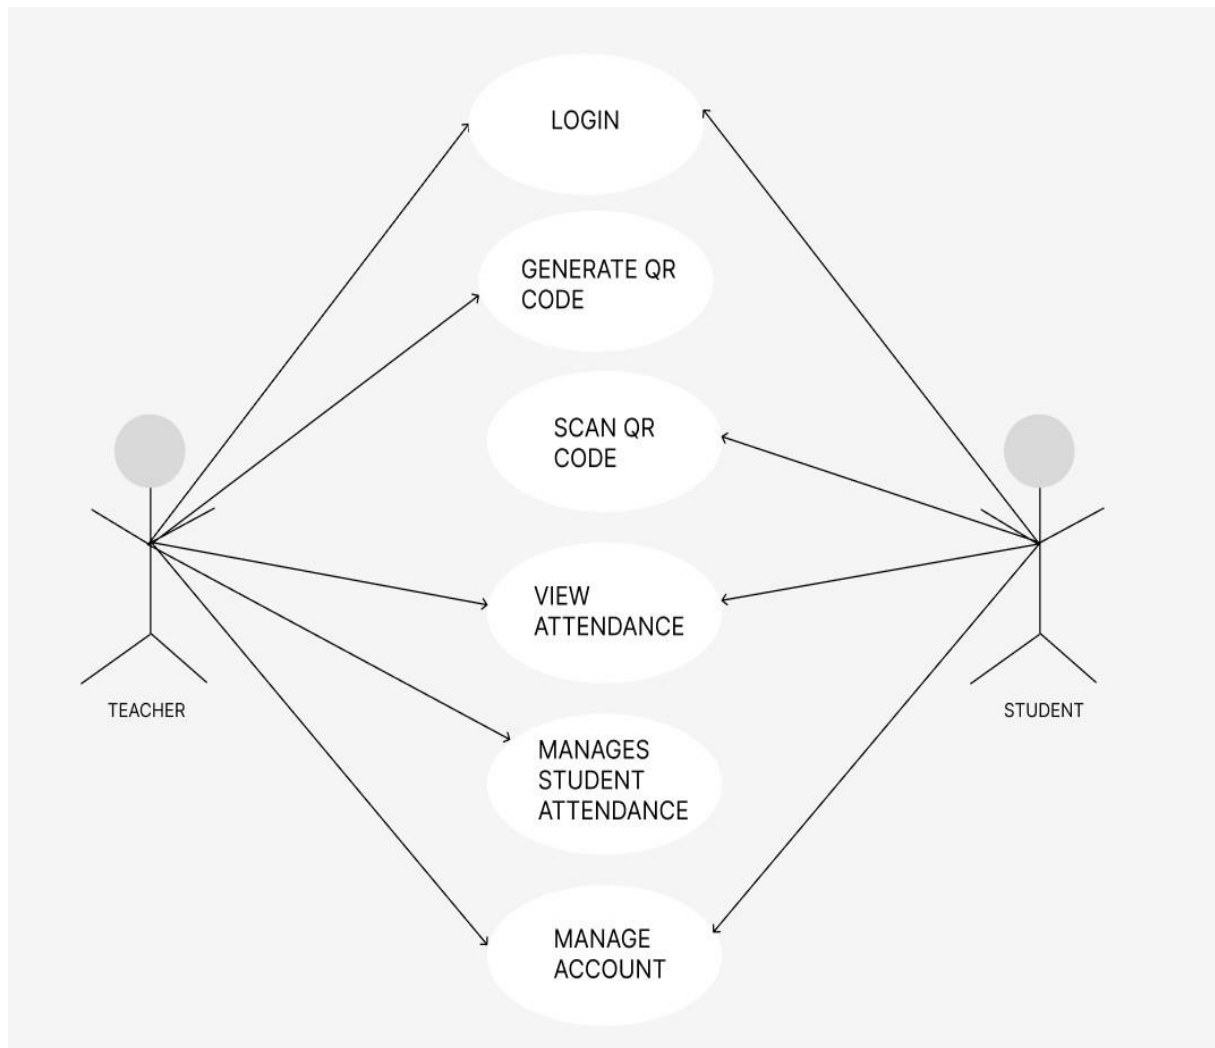 LOGIN
GENERATE QR
CODE
SCAN QR
CODE
VIEW
ATTENDANCE
TEACHER
STUDENT
MANAGES
STUDENT
ATTENDANCE
MANAGE
ACCOUNT